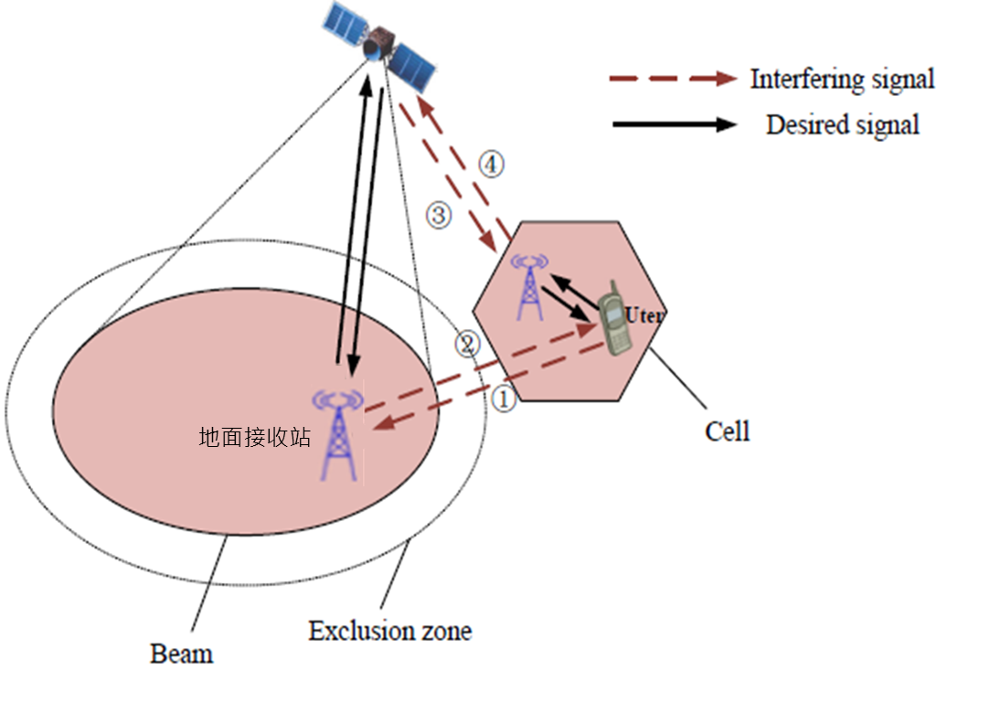 Interfering signal
Desired signal
④
③
Uter
②
①
Cell
地面接收站
Exclusion zone
Beam